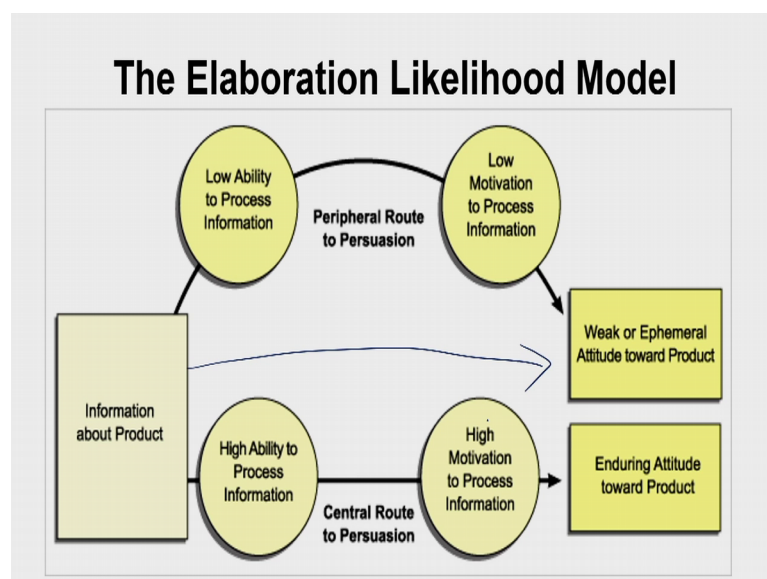 The Elaboration Likelihood Model
Low Ability
to Process
Information
Peripheral Route
to Persuasion
Low
Motivation
to Process
Information
Weak or Ephemeral
Attitude toward Product
Information
about Product
High Ability to
Process
Information
Central Route
to Persuasion
High
Motivation
to Process
Information
Enduring Attitude
toward Product